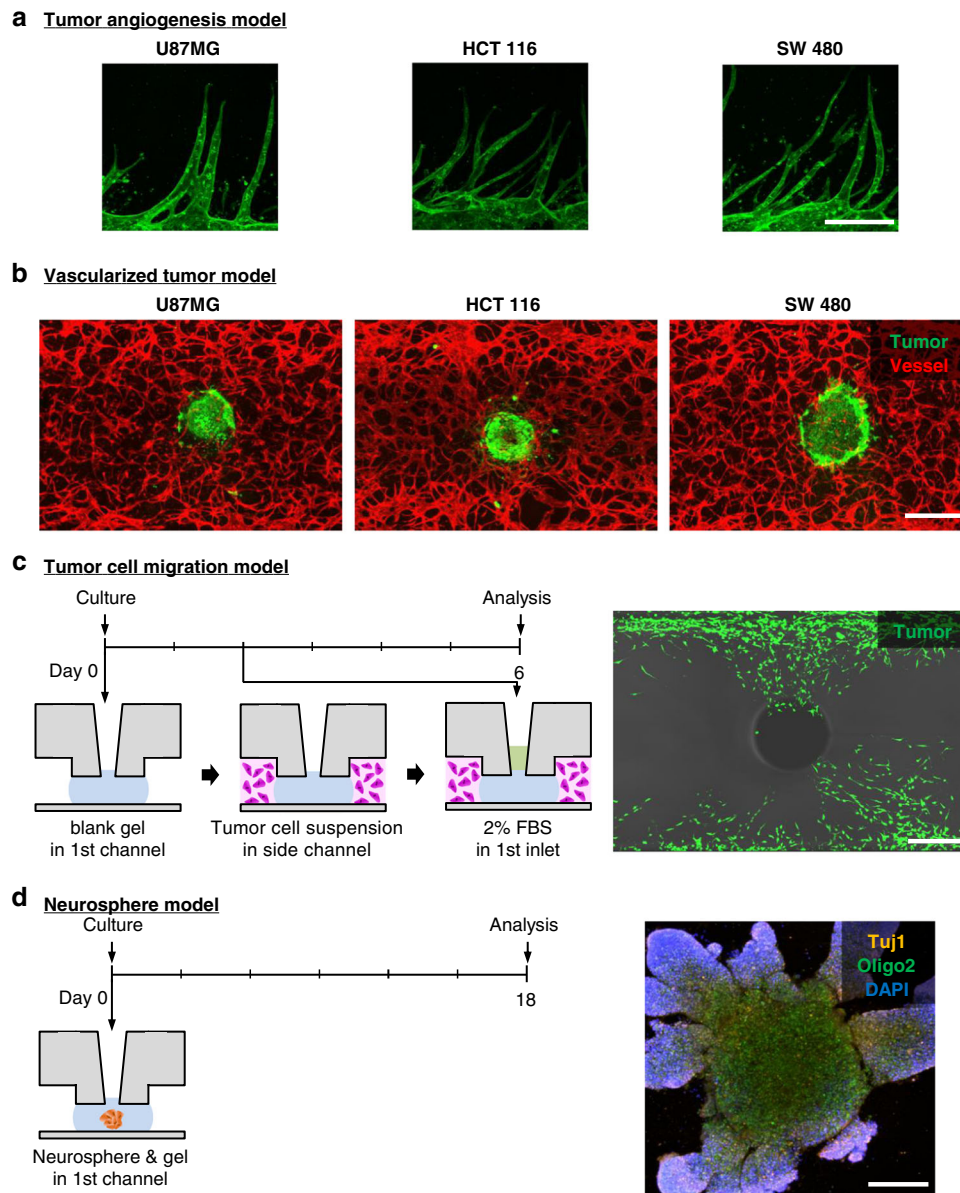 a Tumor angiogenesis model
U87MG HCT 116 SW 480
b Vascularized tumor model
U87MG HCT 116 SW 480
Tumor
Vessel
c Tumor cell migration model
Culture Analysis
Day 0 6
blank gel
in 1st channel
Tumor cell suspension
in side channel
2% FBS
in 1st inlet
Tumor
d Neurosphere model
Culture Analysis
Day 0 18
Neurosphere & gel
in 1st channel
Tuj1
Oligo2
DAPI